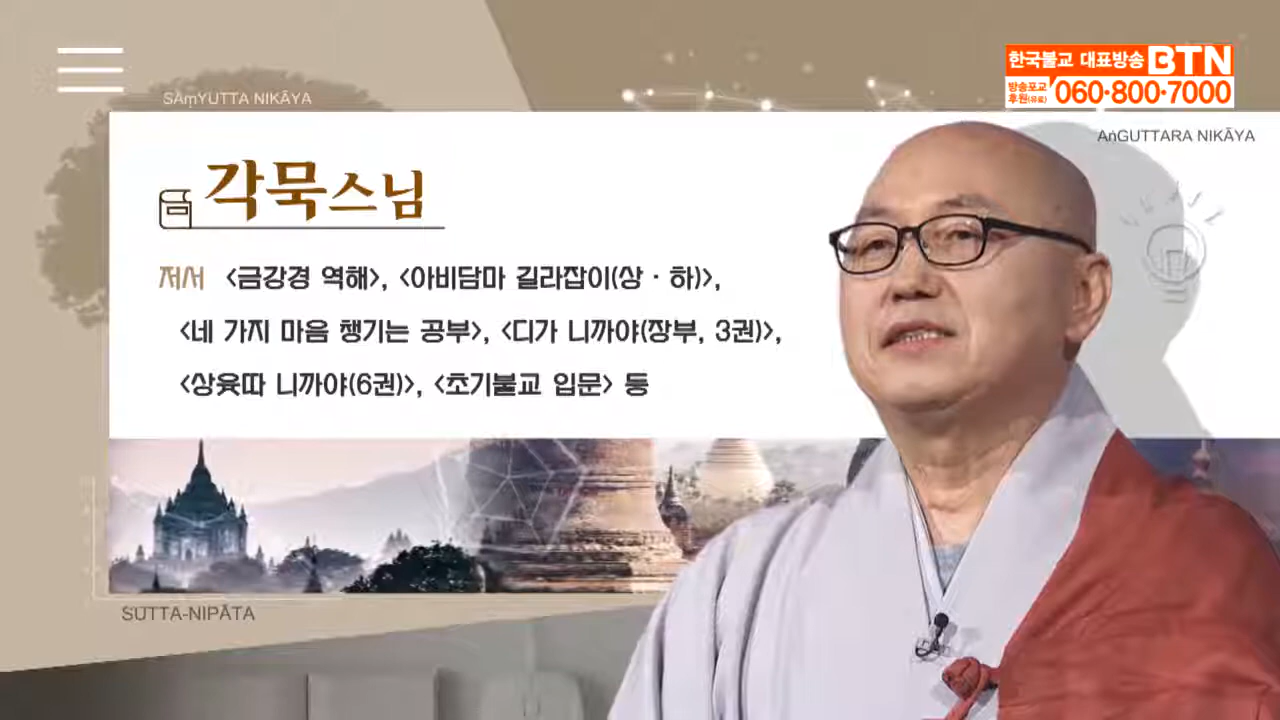 한국불교 대표방송 BTN
방송포교
후원(유료) 060·800·7000
SAṃYUTTA NIKĀYA
AṅGUTTARA NIKĀYA
각묵스님
저서 <금강경 역해>, <아비담마 길라잡이(상·하)>,
<네 가지 마음 챙기는 공부>, <디가 니까야(장부, 3권)>,
<상윳따 니까야(6권)>, <초기불교 입문> 등
SUTTA-NIPĀTA